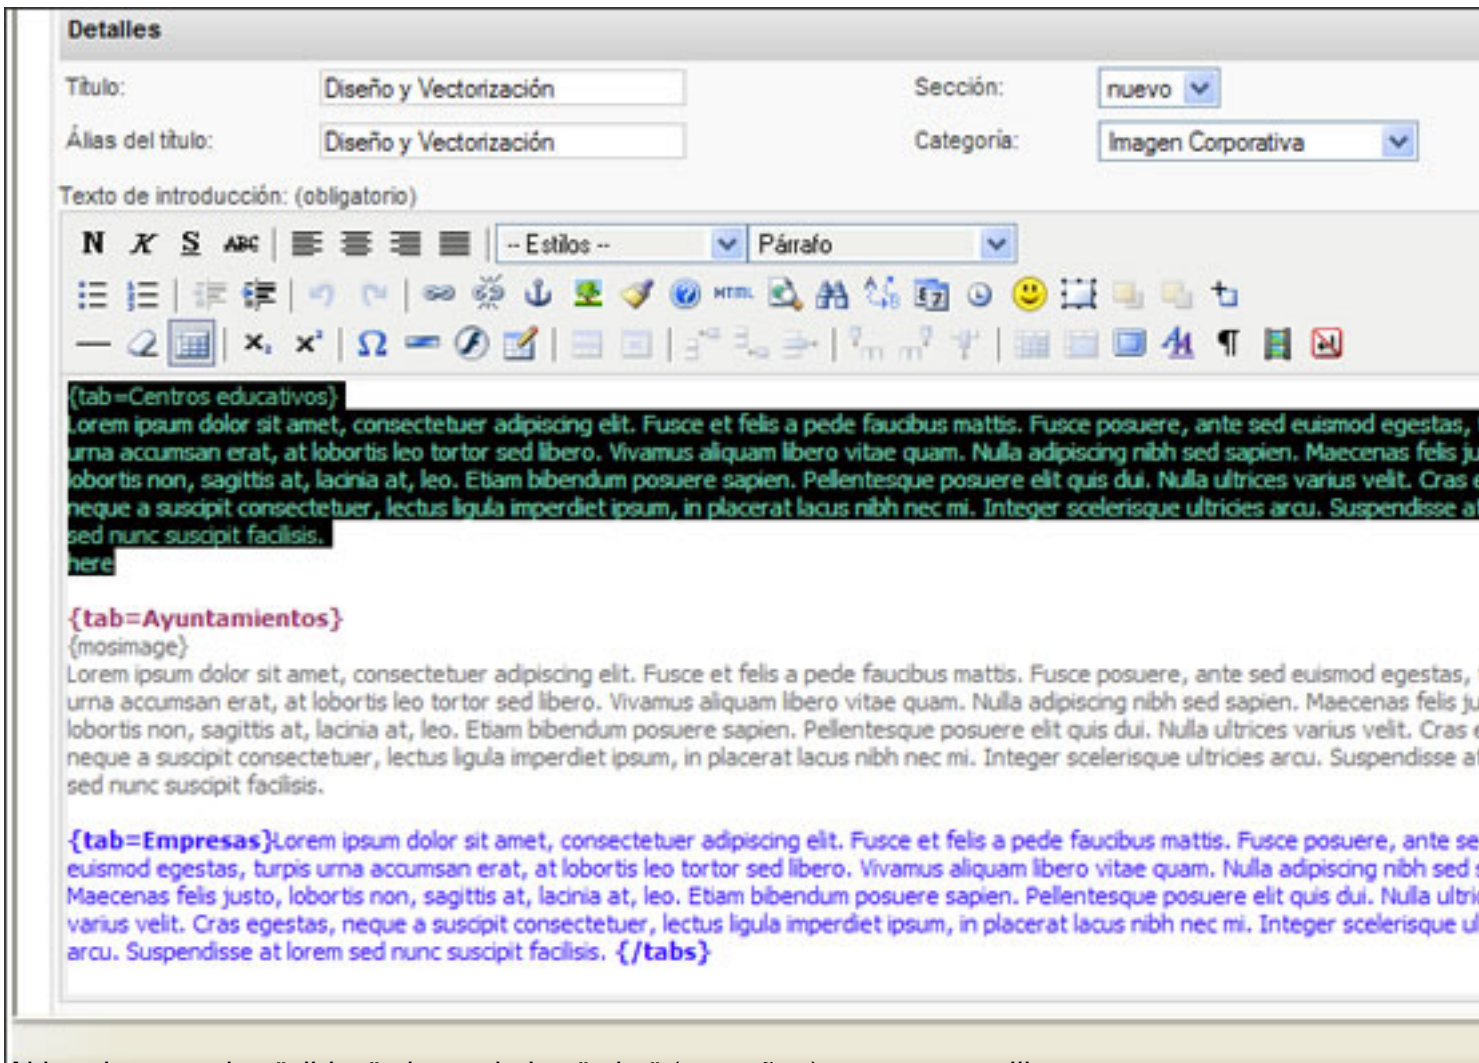 Detalles
Título: Diseño y Vectorización Sección: nuevo
Álias del título: Diseño y Vectorización Categoría: Imagen Corporativa
Texto de introducción: (obligatorio)
N K S ABC -- Estilos -- Párrafo
HTML
{tab=Centros educativos}
Lorem ipsum dolor sit amet, consectetuer adipiscing elit. Fusce et felis a pede faucibus mattis. Fusce posuere, ante sed euismod egestas,
urna accumsan erat, at lobortis leo tortor sed libero. Vivamus aliquam libero vitae quam. Nulla adipiscing nibh sed sapien. Maecenas felis
lobortis non, sagittis at, lacinia at, leo. Etiam bibendum posuere sapien. Pellentesque posuere elit quis dui. Nulla ultrices varius velit. Cras
neque a suscipit consectetuer, lectus ligula imperdiet ipsum, in placerat lacus nibh nec mi. Integer scelerisque ultricies arcu. Suspendisse at
sed nunc suscipit facilisis.
here
{tab=Ayuntamientos}
{mosimage}
Lorem ipsum dolor sit amet, consectetuer adipiscing elit. Fusce et felis a pede faucibus mattis. Fusce posuere, ante sed euismod egestas,
urna accumsan erat, at lobortis leo tortor sed libero. Vivamus aliquam libero vitae quam. Nulla adipiscing nibh sed sapien. Maecenas felis
lobortis non, sagittis at, lacinia at, leo. Etiam bibendum posuere sapien. Pellentesque posuere elit quis dui. Nulla ultrices varius velit. Cras
neque a suscipit consectetuer, lectus ligula imperdiet ipsum, in placerat lacus nibh nec mi. Integer scelerisque ultricies arcu. Suspendisse at
sed nunc suscipit facilisis.
{tab=Empresas}Lorem ipsum dolor sit amet, consectetuer adipiscing elit. Fusce et felis a pede faucibus mattis. Fusce posuere, ante
euismod egestas, turpis urna accumsan erat, at lobortis leo tortor sed libero. Vivamus aliquam libero vitae quam. Nulla adipiscing nibh sed
Maecenas felis justo, lobortis non, sagittis at, lacinia at, leo. Etiam bibendum posuere sapien. Pellentesque posuere elit quis dui. Nulla
varius velit. Cras egestas, neque a suscipit consectetuer, lectus ligula imperdiet ipsum, in placerat lacus nibh nec mi. Integer scelerisque
arcu. Suspendisse at lorem sed nunc suscipit facilisis. {/tabs}